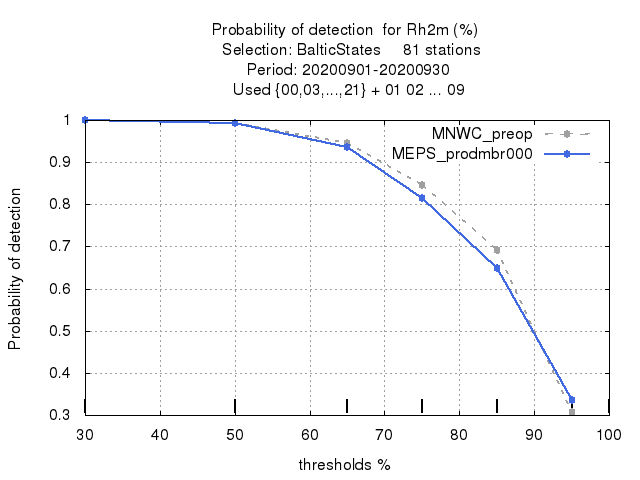 Probability of detection  for Rh2m (%)
Selection: BalticStates     81 stations
Period: 20200901-20200930
Used {00,03,...,21} + 01 02 ... 09
MNWC_preop
MEPS_prodmbr000
1
0.9
0.8
0.7
0.6
0.5
0.4
0.3
Probability of detection
30 40 50 60 70 80 90 100
thresholds %